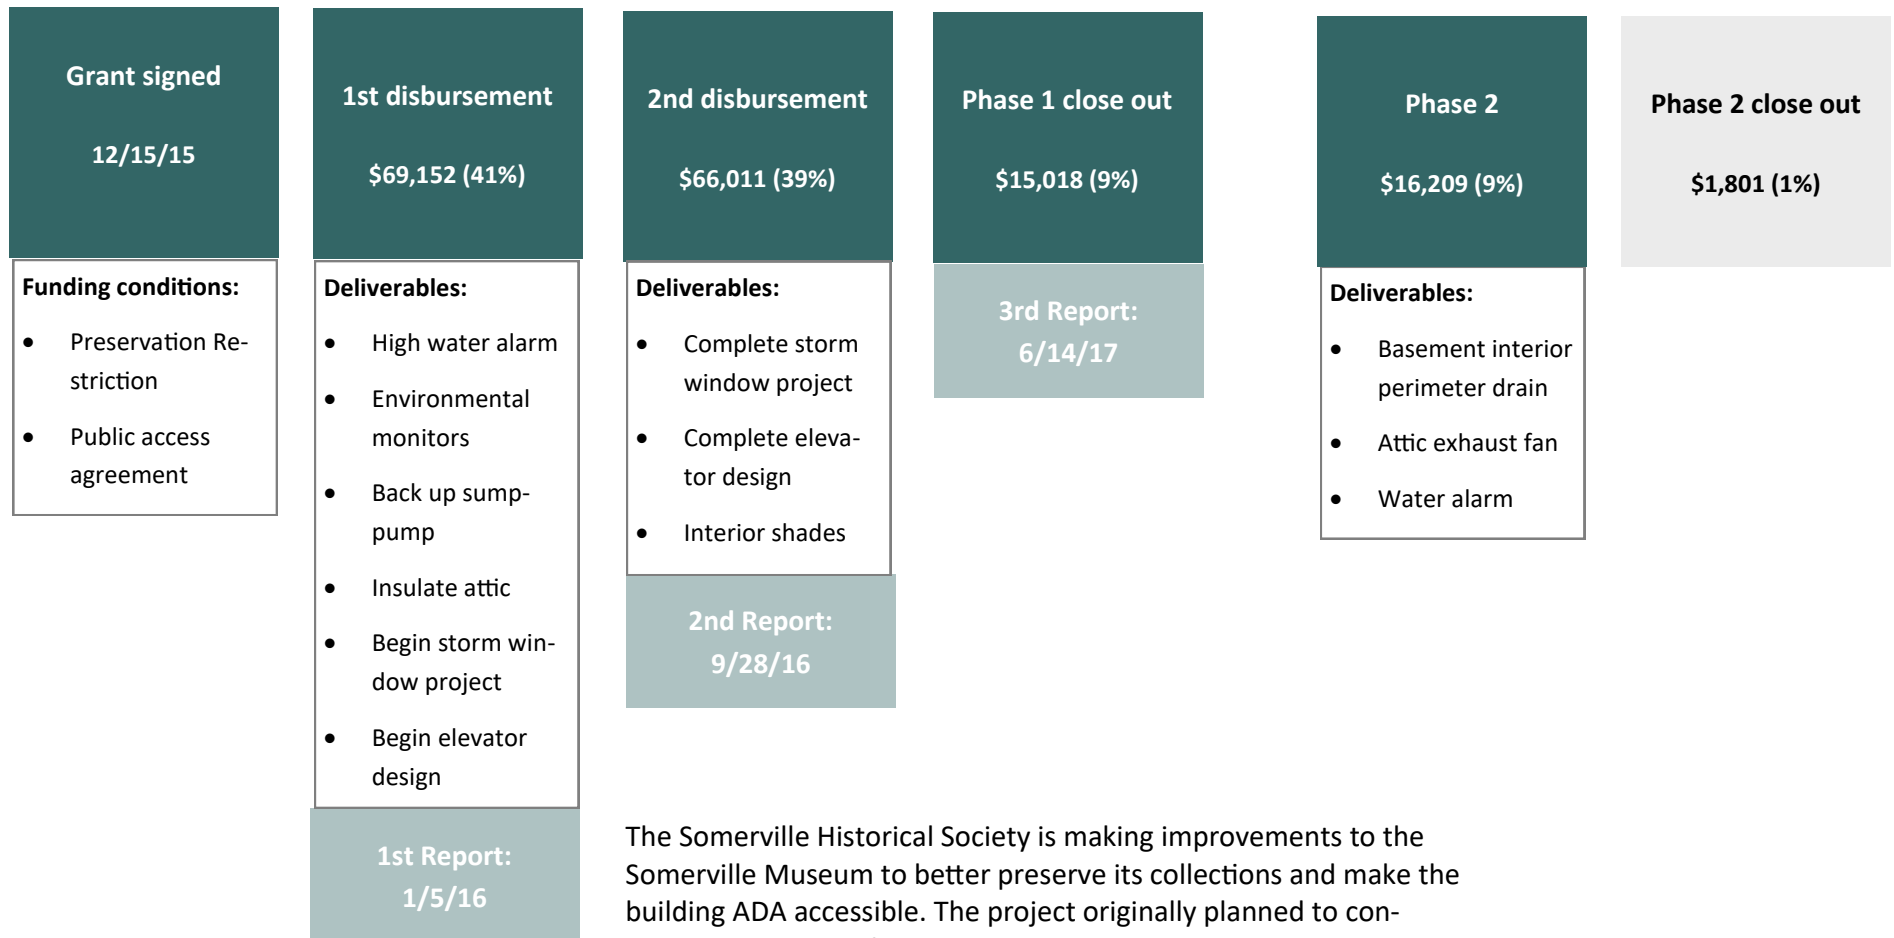 Grant signed
12/15/15
Funding conditions:
• Preservation Re-
striction
• Public access
agreement
1st disbursement
$69,152 (41%)
Deliverables:
• High water alarm
• Environmental
monitors
• Back up sump-
pump
• Insulate attic
• Begin storm win-
dow project
• Begin elevator
design
1st Report:
1/5/16
2nd disbursement
$66,011 (39%)
Deliverables:
• Complete storm
window project
• Complete eleva-
tor design
• Interior shades
2nd Report:
9/28/16
Phase 1 close out
$15,018 (9%)
3rd Report:
6/14/17
Phase 2
$16,209 (9%)
Deliverables:
• Basement interior
perimeter drain
• Attic exhaust fan
• Water alarm
Phase 2 close out
$1,801 (1%)
The Somerville Historical Society is making improvements to the
Somerville Museum to better preserve its collections and make the
building ADA accessible. The project originally planned to con-